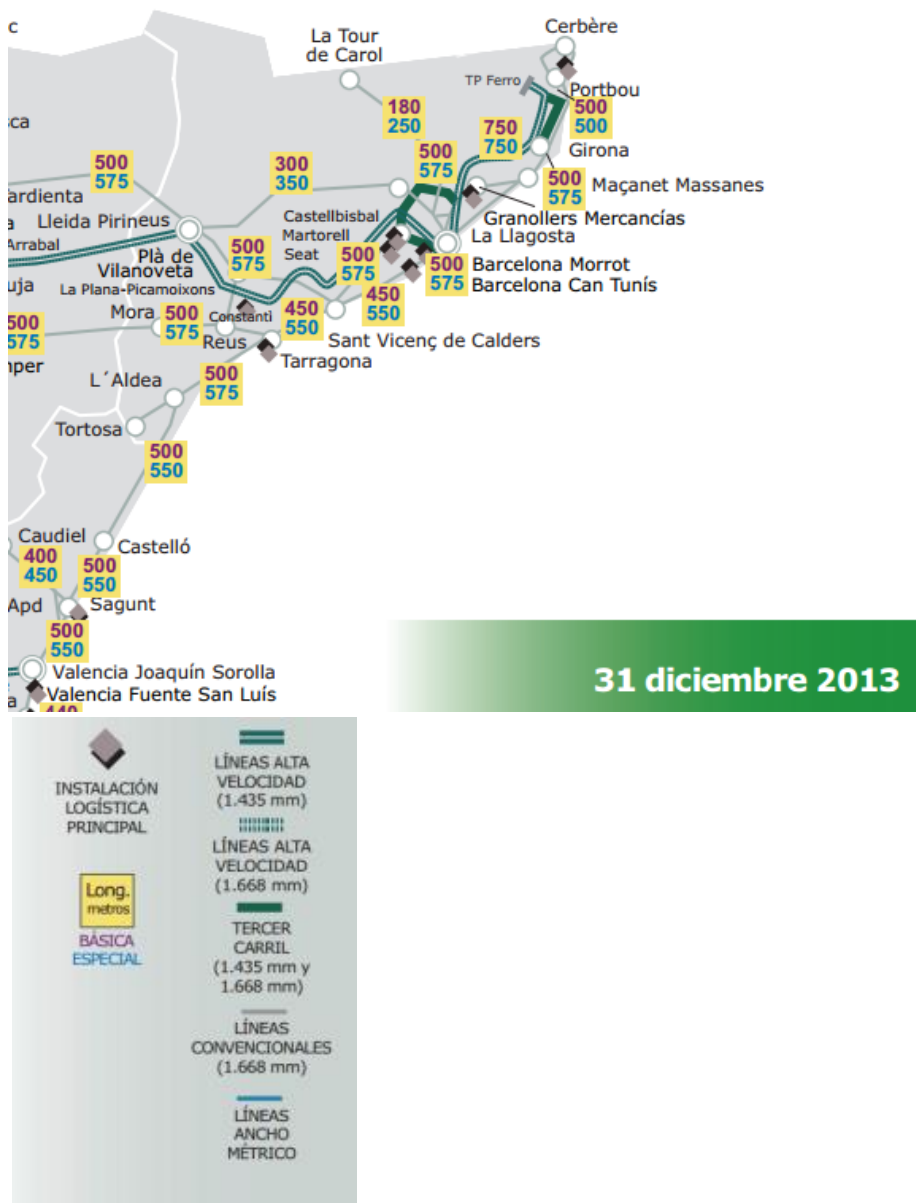 c
Cerbère
La Tour
de Carol
TP Ferro
Portbou
180
250
750
750
500
500
sca
500
575
Girona
500
575
300
350
500
575
Maçanet Massanes
ardienta
Granollers Mercancías
a
Lleida Pirineus
Castellbisbal
Martorell
Seat
La Llagosta
Arrabal
Plà de
Vilanoveta
500
575
500
575
500
575
Barcelona Morrot
Barcelona Can Tunís
uja
La Plana-Picamoixons
450
550
450
550
Mora
500
575
Constantí
500
575
Reus
Sant Vicenç de Calders
Tarragona
mper
L´Aldea
500
575
Tortosa
500
550
Caudiel
Castelló
400
450
500
550
Apd
Sagunt
500
550
Valencia Joaquín Sorolla
Valencia Fuente San Luís
a
440
31 diciembre 2013
INSTALACIÓN
LOGÍSTICA
PRINCIPAL
Long.
metros
BÁSICA
ESPECIAL
LÍNEAS ALTA
VELOCIDAD
(1.435 mm)
LÍNEAS ALTA
VELOCIDAD
(1.668 mm)
TERCER
CARRIL
(1.435 mm y
1.668 mm)
LÍNEAS
CONVENCIONALES
(1.668 mm)
LÍNEAS
ANCHO
MÉTRICO